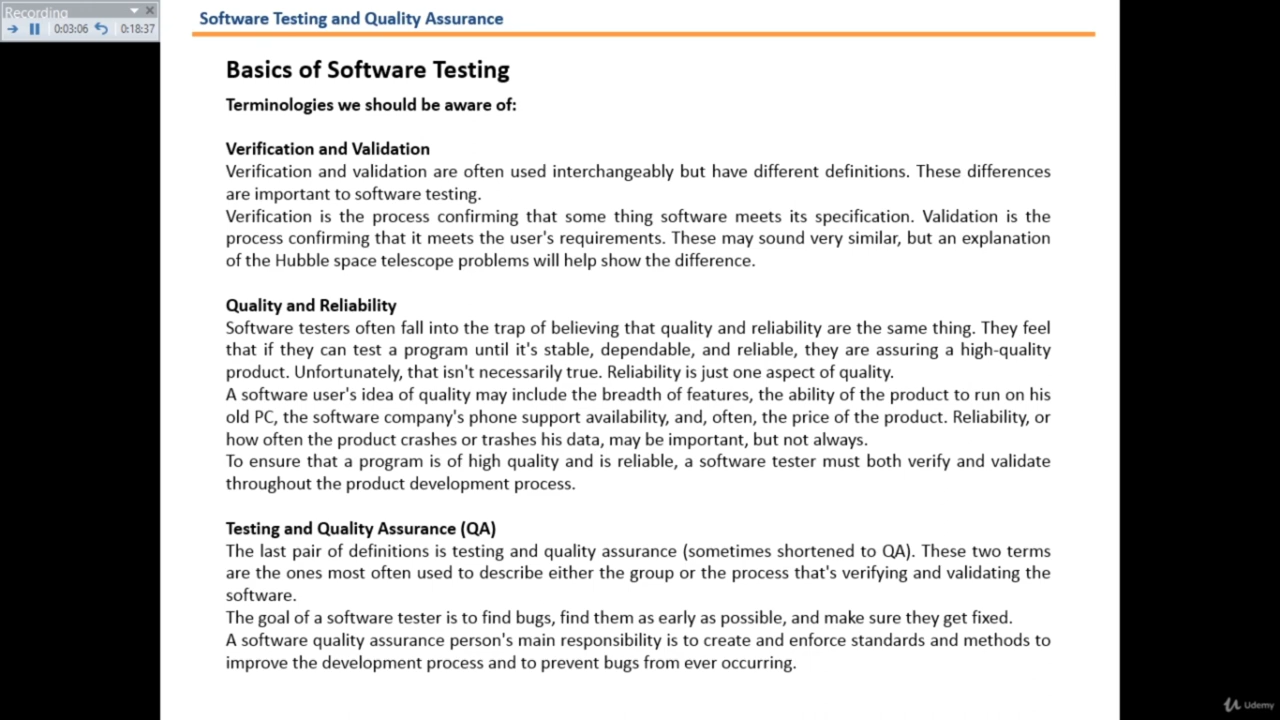 Recording
0:03:06
0:18:37
Software Testing and Quality Assurance
Basics of Software Testing
Terminologies we should be aware of:
Verification and Validation
Verification and validation are often used interchangeably but have different definitions. These differences
are important to software testing.
Verification is the process confirming that some thing software meets its specification. Validation is the
process confirming that it meets the user's requirements. These may sound very similar, but an explanation
of the Hubble space telescope problems will help show the difference.
Quality and Reliability
Software testers often fall into the trap of believing that quality and reliability are the same thing. They feel
that if they can test a program until it's stable, dependable, and reliable, they are assuring a high-quality
product. Unfortunately, that isn't necessarily true. Reliability is just one aspect of quality.
A software user's idea of quality may include the breadth of features, the ability of the product to run on his
old PC, the software company's phone support availability, and, often, the price of the product. Reliability, or
how often the product crashes or trashes his data, may be important, but not always.
To ensure that a program is of high quality and is reliable, a software tester must both verify and validate
throughout the product development process.
Testing and Quality Assurance (QA)
The last pair of definitions is testing and quality assurance (sometimes shortened to QA). These two terms
are the ones most often used to describe either the group or the process that's verifying and validating the
software.
The goal of a software tester is to find bugs, find them as early as possible, and make sure they get fixed.
A software quality assurance person's main responsibility is to create and enforce standards and methods to
improve the development process and to prevent bugs from ever occurring.
Udemy